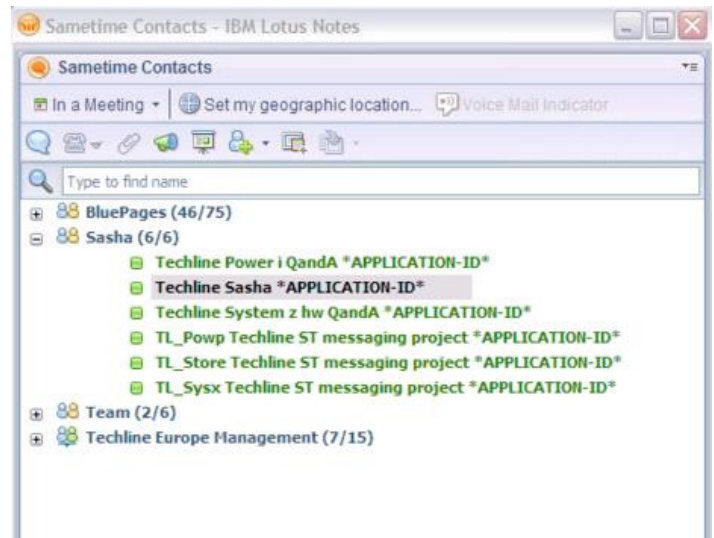 Sametime Contacts - IBM Lotus Notes
Sametime Contacts
In a Meeting Set my geographic location... Voice Mail Indicator
Type to find name
BluePages (46/75)
Sasha (6/6)
Techline Power i QandA *APPLICATION-ID*
Techline Sasha *APPLICATION-ID*
Techline System z hw QandA *APPLICATION-ID*
TL_Powp Techline ST messaging project *APPLICATION-ID*
TL_Store Techline ST messaging project *APPLICATION-ID*
TL_Sysx Techline ST messaging project *APPLICATION-ID*
Team (2/6)
Techline Europe Management (7/15)